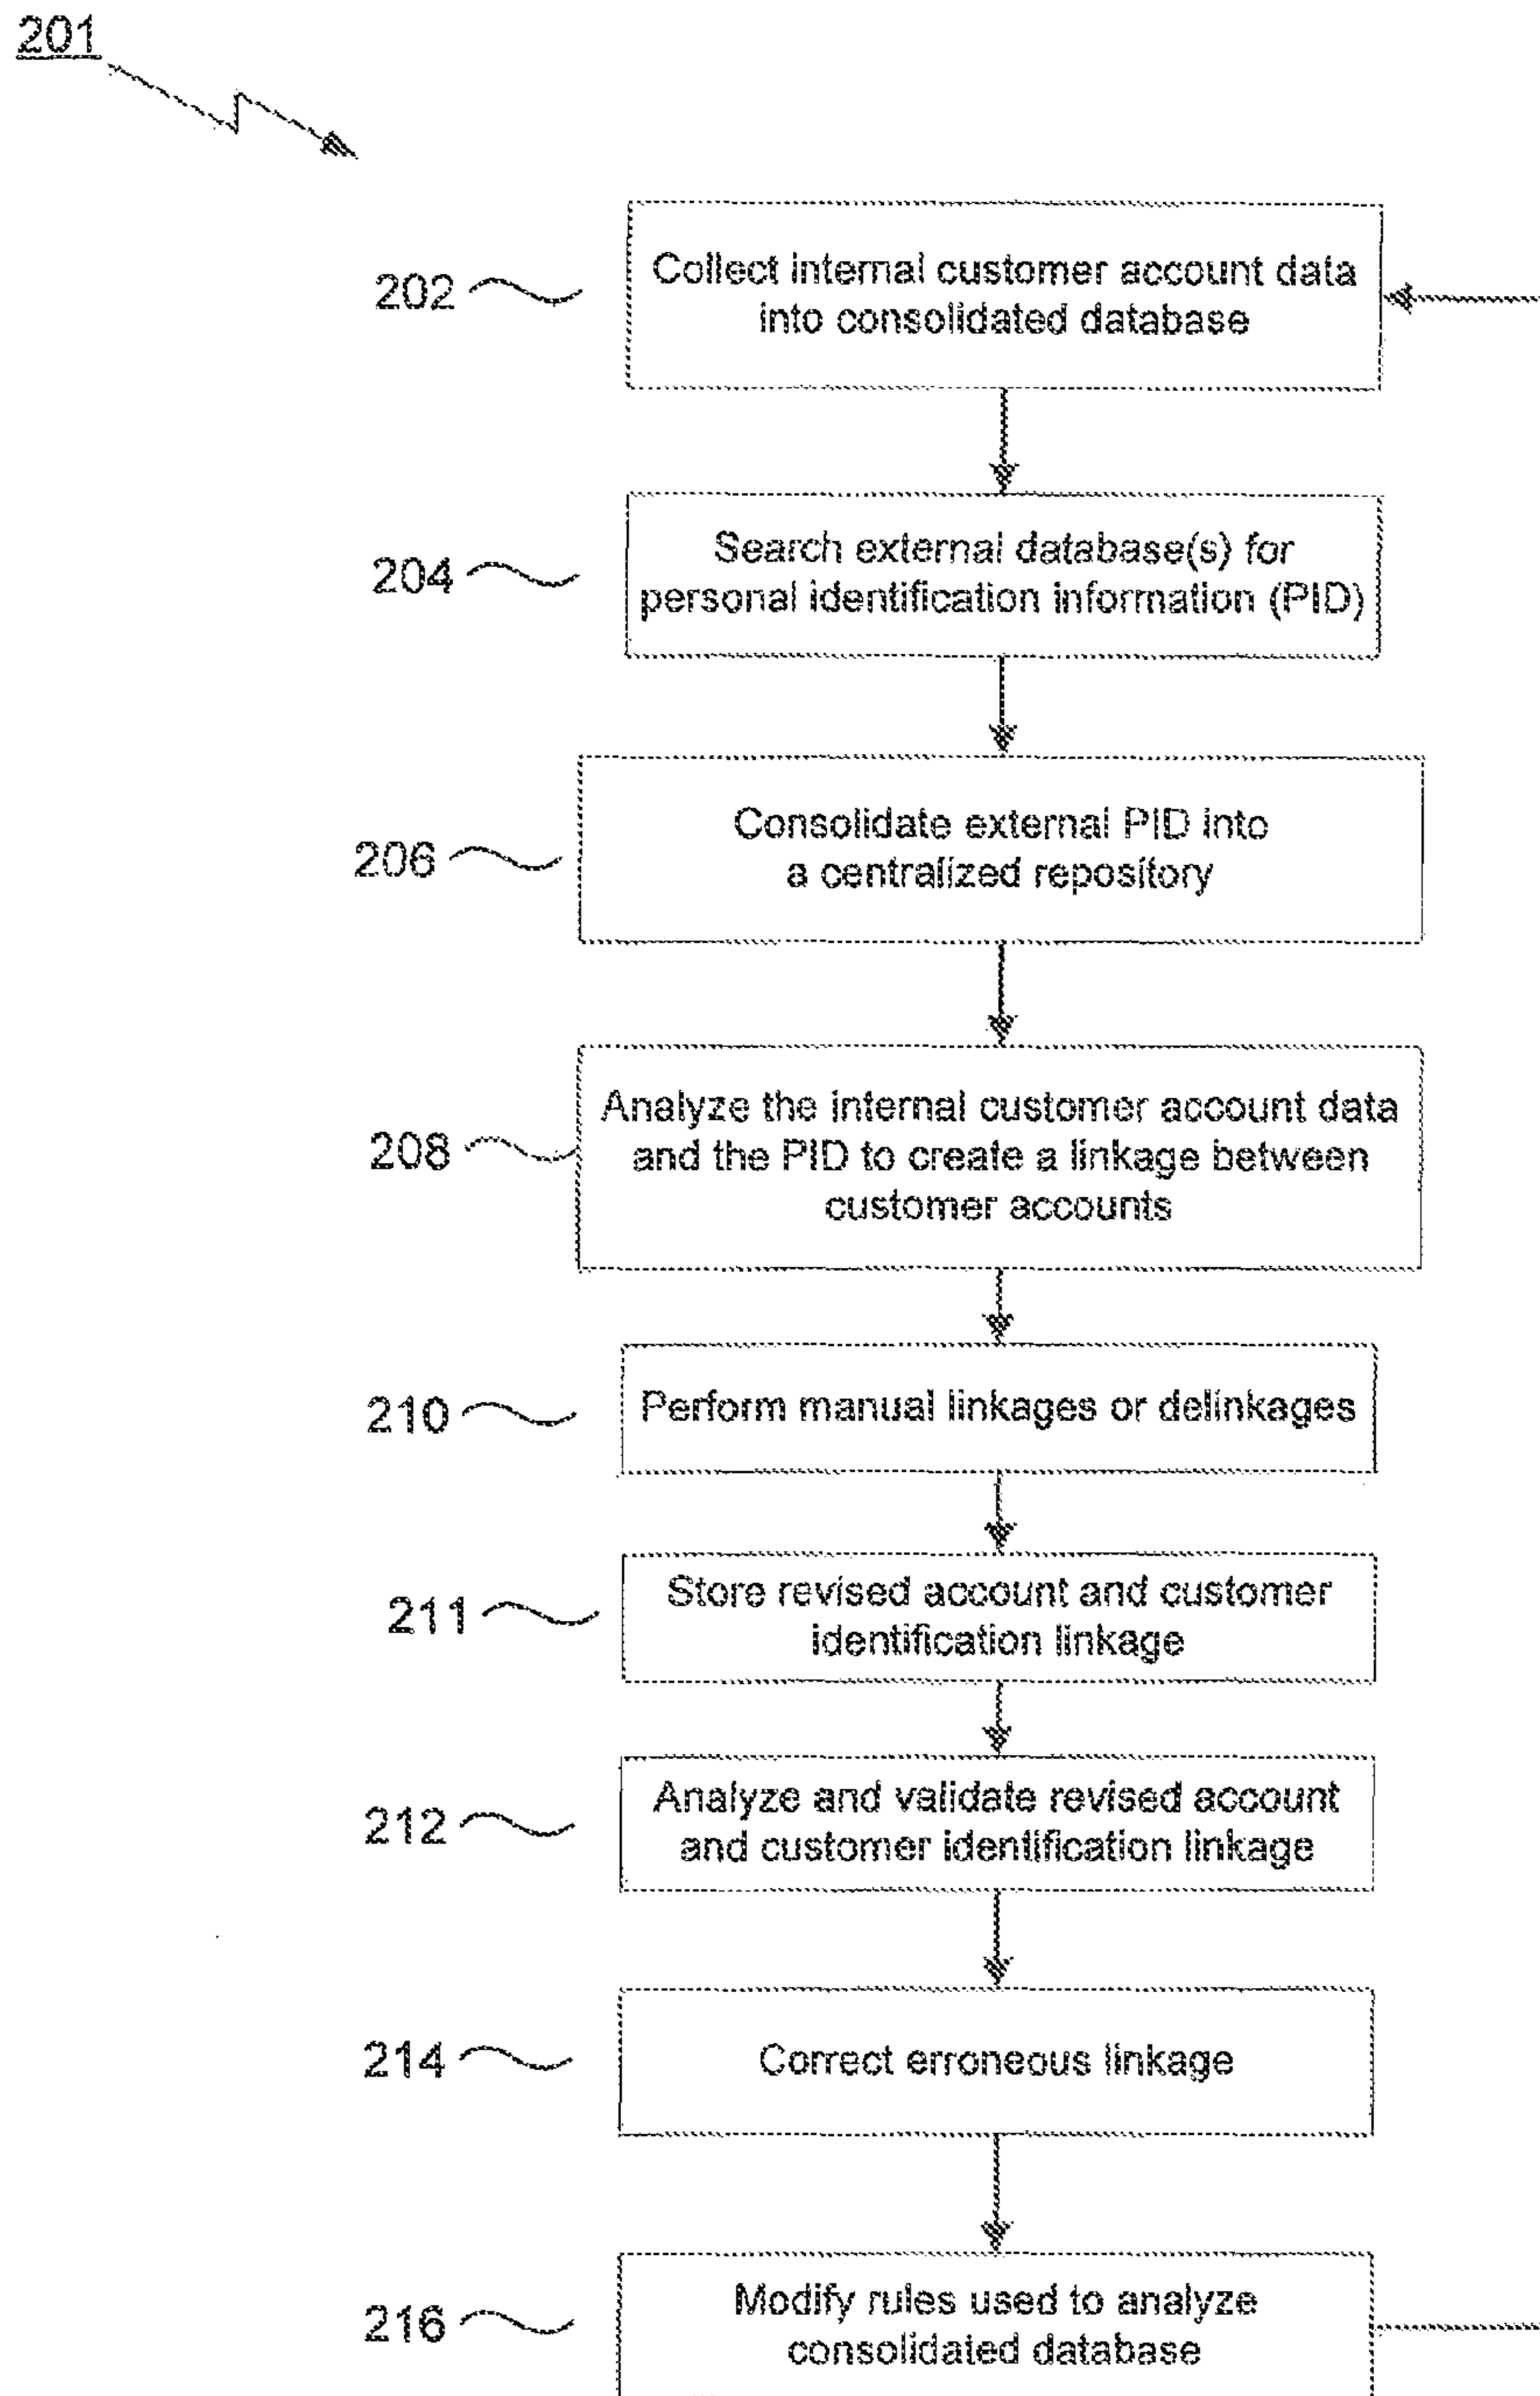 201
202
Collect internal customer account data
into consolidated database
204
Search external database(s) for
personal identification information (PID)
206
Consolidate external PID into
a centralized repository
208
Analyze the internal customer account data
and the PID to create a linkage between
customer accounts
210
Perform manual linkages or delinkages
211
Store revised account and customer
identification linkage
212
Analyze and validate revised account
and customer identification linkage
214
Correct erroneous linkage
216
Modify rules used to analyze
consolidated database